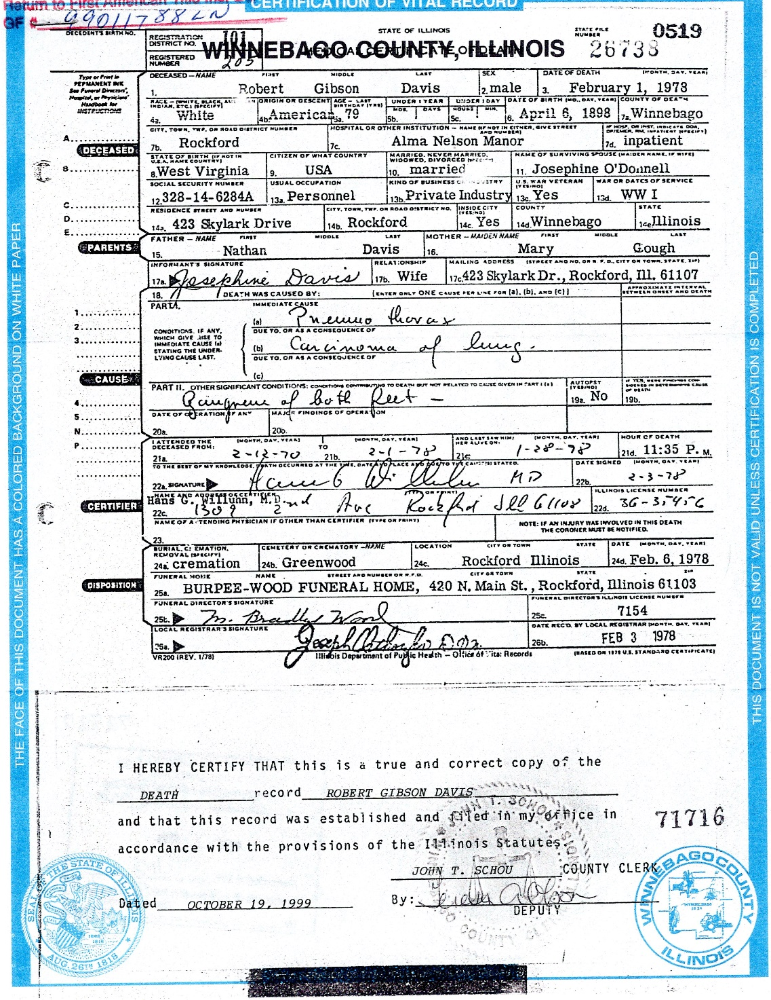 Return to First American Title
CERTIFICATION OF VITAL RECORD
GF # 99011788LN
DECEDENT'S BIRTH NO.
REGISTRATION DISTRICT NO. 101
STATE OF ILLINOIS
STATE FILE NUMBER
0519
26738
WINNEBAGO COUNTY, ILLINOIS
MEDICAL CERTIFICATE OF DEATH
REGISTERED NUMBER 205
Type or Print in PERMANENT INK
See Funeral Directors', Hospital, or Physicians' Handbook for INSTRUCTIONS
DECEASED—NAME FIRST MIDDLE LAST SEX DATE OF DEATH (MONTH, DAY, YEAR)
1. Robert Gibson Davis 2. male 3. February 1, 1978
RACE—(WHITE, BLACK, INDIAN, ETC.) (SPECIFY) ORIGIN OR DESCENT AGE—LAST BIRTHDAY (YRS) UNDER 1 YEAR MOS. DAYS UNDER 1 DAY HOURS MIN. DATE OF BIRTH (MO., DAY, YEAR) COUNTY OF DEATH
4a. White 4b. American 5a. 79 5b. 5c. 6. April 6, 1898 7a. Winnebago
CITY, TOWN, TWP. OR ROAD DISTRICT NUMBER HOSPITAL OR OTHER INSTITUTION—NAME (IF NOT IN EITHER, GIVE STREET AND NUMBER) IF HOSP. OR INST. INDICATE DOA, OP/EMER. RM. INPATIENT (SPECIFY)
A.
7b. Rockford 7c. Alma Nelson Manor 7d. inpatient
DECEASED
STATE OF BIRTH (IF NOT IN U.S.A. NAME COUNTRY) CITIZEN OF WHAT COUNTRY MARRIED, NEVER MARRIED, WIDOWED, DIVORCED NAME OF SURVIVING SPOUSE (MAIDEN NAME, IF WIFE)
B.
8. West Virginia 9. USA 10. married 11. Josephine O'Donnell
SOCIAL SECURITY NUMBER USUAL OCCUPATION KIND OF BUSINESS OR INDUSTRY U.S. WAR VETERAN (YES/NO) WAR OR DATES OF SERVICE
12. 328-14-6284A 13a. Personnel 13b. Private Industry 13c. Yes 13d. WW I
C.
RESIDENCE STREET AND NUMBER CITY, TOWN, TWP. OR ROAD DISTRICT NO. INSIDE CITY (YES/NO) COUNTY STATE
D.
14a. 423 Skylark Drive 14b. Rockford 14c. Yes 14d. Winnebago 14e. Illinois
E.
FATHER—NAME FIRST MIDDLE LAST MOTHER—MAIDEN NAME FIRST MIDDLE LAST
PARENTS
15. Nathan Davis 16. Mary Gough
INFORMANT'S SIGNATURE RELATIONSHIP MAILING ADDRESS (STREET AND NO. OR R.F.D., CITY OR TOWN, STATE, ZIP)
17a. Josephine Davis 17b. Wife 17c. 423 Skylark Dr., Rockford, Ill. 61107
18. DEATH WAS CAUSED BY: [ENTER ONLY ONE CAUSE PER LINE FOR (a), (b), AND (c)] APPROXIMATE INTERVAL BETWEEN ONSET AND DEATH
PART I. IMMEDIATE CAUSE
1.
(a) Pneumo thorax
2.
CONDITIONS, IF ANY, WHICH GIVE RISE TO IMMEDIATE CAUSE (a) STATING THE UNDERLYING CAUSE LAST.
DUE TO, OR AS A CONSEQUENCE OF
3.
(b) Carcinoma of lung.
DUE TO, OR AS A CONSEQUENCE OF
(c)
CAUSE
PART II. OTHER SIGNIFICANT CONDITIONS: CONDITIONS CONTRIBUTING TO DEATH BUT NOT RELATED TO CAUSE GIVEN IN PART I (a) AUTOPSY (YES/NO) IF YES, WERE FINDINGS CONSIDERED IN DETERMINING CAUSE OF DEATH
4.
Gangrene of both feet — 19a. No 19b.
5.
DATE OF OPERATION, IF ANY MAJOR FINDINGS OF OPERATION
N.
20a. 20b.
P.
I ATTENDED THE DECEASED FROM: (MONTH, DAY, YEAR) TO (MONTH, DAY, YEAR) AND LAST SAW HIM/HER ALIVE ON: (MONTH, DAY, YEAR) HOUR OF DEATH
21a. 2-12-70 21b. 2-1-78 21c. 1-28-78 21d. 11:35 P. M.
TO THE BEST OF MY KNOWLEDGE, DEATH OCCURRED AT THE TIME, DATE, PLACE AND DUE TO THE CAUSE(S) STATED. DATE SIGNED (MONTH, DAY, YEAR)
22a. SIGNATURE Hans G Willunn MD 22b. 2-3-78
NAME AND ADDRESS OF CERTIFIER (TYPE OR PRINT) ILLINOIS LICENSE NUMBER
CERTIFIER
Hans G. Willunn, M.D.
22c. 1309 2nd Ave Rockford Ill 61108 22d. 36-35456
NAME OF ATTENDING PHYSICIAN IF OTHER THAN CERTIFIER (TYPE OR PRINT) NOTE: IF AN INJURY WAS INVOLVED IN THIS DEATH THE CORONER MUST BE NOTIFIED.
23.
BURIAL, CREMATION, REMOVAL (SPECIFY) CEMETERY OR CREMATORY—NAME LOCATION CITY OR TOWN STATE DATE (MONTH, DAY, YEAR)
24a. cremation 24b. Greenwood 24c. Rockford Illinois 24d. Feb. 6, 1978
FUNERAL HOME NAME STREET AND NUMBER OR R.F.D. CITY OR TOWN STATE ZIP
DISPOSITION
25a. BURPEE-WOOD FUNERAL HOME, 420 N. Main St., Rockford, Illinois 61103
FUNERAL DIRECTOR'S SIGNATURE FUNERAL DIRECTOR'S ILLINOIS LICENSE NUMBER
25b. M. Bradley Wood 25c. 7154
LOCAL REGISTRAR'S SIGNATURE DATE REC'D. BY LOCAL REGISTRAR (MONTH, DAY, YEAR)
26a. Joseph 26b. FEB 3 1978
VR200 (REV. 1/78) Illinois Department of Public Health — Office of Vital Records (BASED ON 1978 U.S. STANDARD CERTIFICATE)
THE FACE OF THIS DOCUMENT HAS A COLORED BACKGROUND ON WHITE PAPER
THIS DOCUMENT IS NOT VALID UNLESS CERTIFICATION IS COMPLETED
I HEREBY CERTIFY THAT this is a true and correct copy of the
DEATH record ROBERT GIBSON DAVIS
and that this record was established and filed in my office in
71716
accordance with the provisions of the Illinois Statutes.
JOHN T. SCHOU COUNTY CLERK
Dated OCTOBER 19, 1999 By:
DEPUTY
SEAL OF THE STATE OF ILLINOIS
AUG. 26TH 1818
JOHN T. SCHOU
COUNTY CLERK
WINNEBAGO COUNTY
ILLINOIS